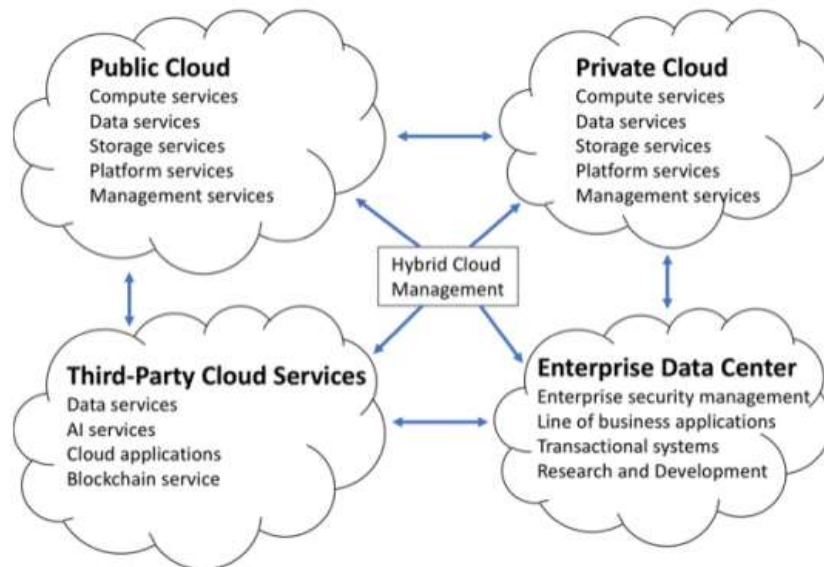 Public Cloud
Compute services
Data services
Storage services
Platform services
Management services
Private Cloud
Compute services
Data services
Storage services
Platform services
Management services
Hybrid Cloud
Management
Third-Party Cloud Services
Data services
AI services
Cloud applications
Blockchain service
Enterprise Data Center
Enterprise security management
Line of business applications
Transactional systems
Research and Development